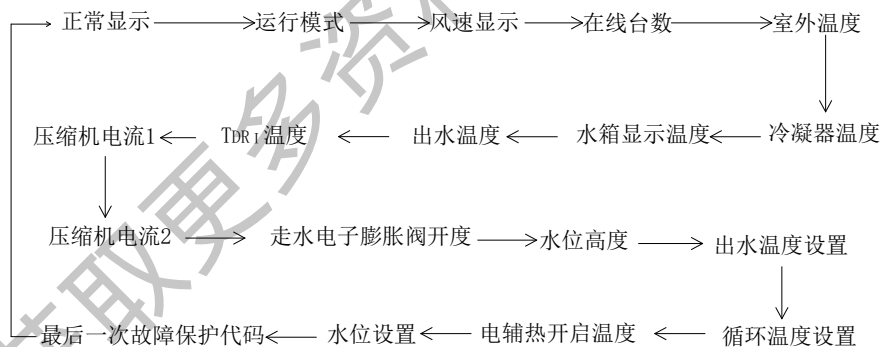 正常显示 运行模式 风速显示 在线台数 室外温度
压缩机电流1 TDRI温度 出水温度 水箱显示温度 冷凝器温度
压缩机电流2 走水电子膨胀阀开度 水位高度 出水温度设置
最后一次故障保护代码 水位设置 电辅热开启温度 循环温度设置
获取更多资